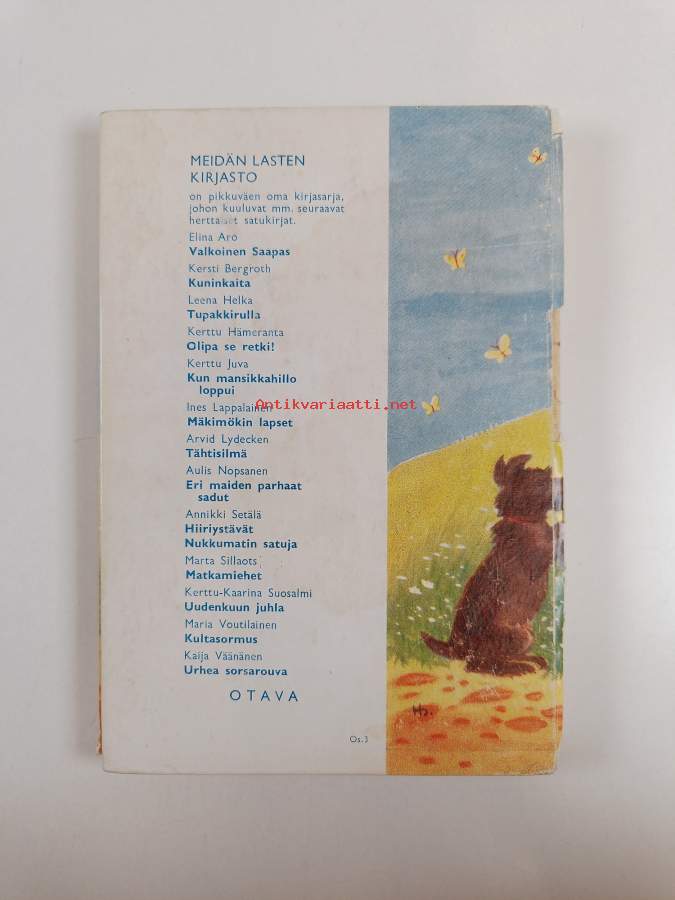 MEIDÄN LASTEN
KIRJASTO
on pikkuväen oma kirjasarja,
johon kuuluvat mm. seuraavat
herttaiset satukirjat.
Elina Aro
Valkoinen Saapas
Kersti Bergroth
Kuninkaita
Leena Helka
Tupakkirulla
Kerttu Hämeranta
Olipa se retki!
Kerttu Juva
Kun mansikkahillo
loppui
Ines Lappalainen
Antikvariaatti.net
Mäkimökin lapset
Arvid Lydecken
Tähtisilmä
Aulis Nopsanen
Eri maiden parhaat
sadut
Annikki Setälä
Hiiriystävät
Nukkumatin satuja
Marta Sillaots
Matkamiehet
Kerttu-Kaarina Suosalmi
Uudenkuun juhla
Maria Voutilainen
Kultasormus
Kaija Väänänen
Urhea sorsarouva
OTAVA
Os.3